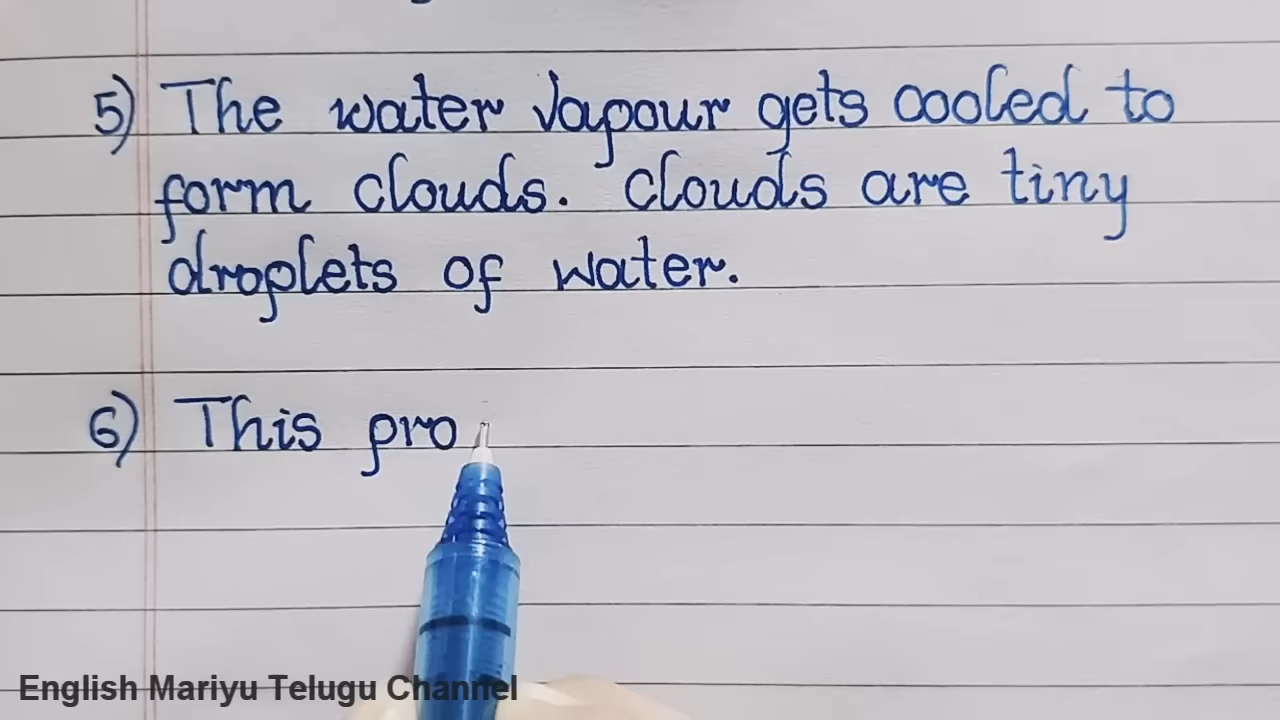 5) The water vapour gets cooled to
form clouds. Clouds are tiny
droplets of water.
6) This pro
English Mariyu Telugu Channel